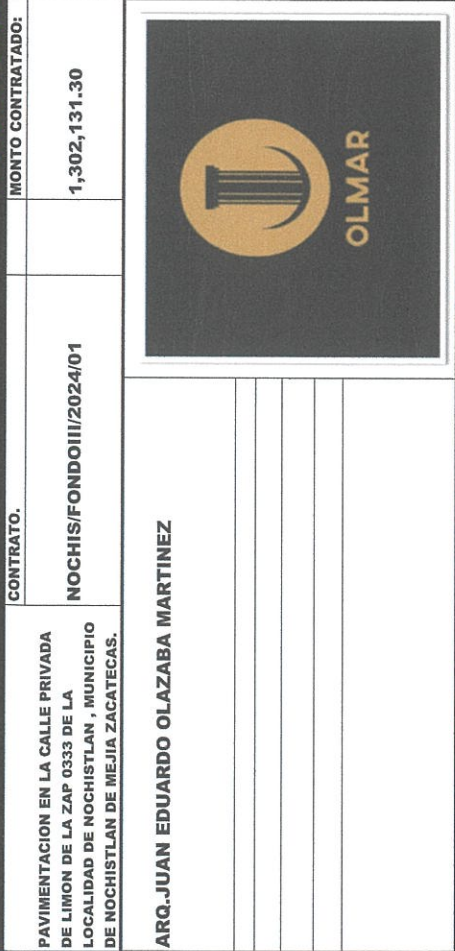 CONTRATO.
MONTO CONTRATADO:
PAVIMENTACION EN LA CALLE PRIVADA
DE LIMON DE LA ZAP 0333 DE LA
LOCALIDAD DE NOCHISTLAN , MUNICIPIO
DE NOCHISTLAN DE MEJIA ZACATECAS.
NOCHIS/FONDOIII/2024/01
1,302,131.30
ARQ.JUAN EDUARDO OLAZABA MARTINEZ
OLMAR